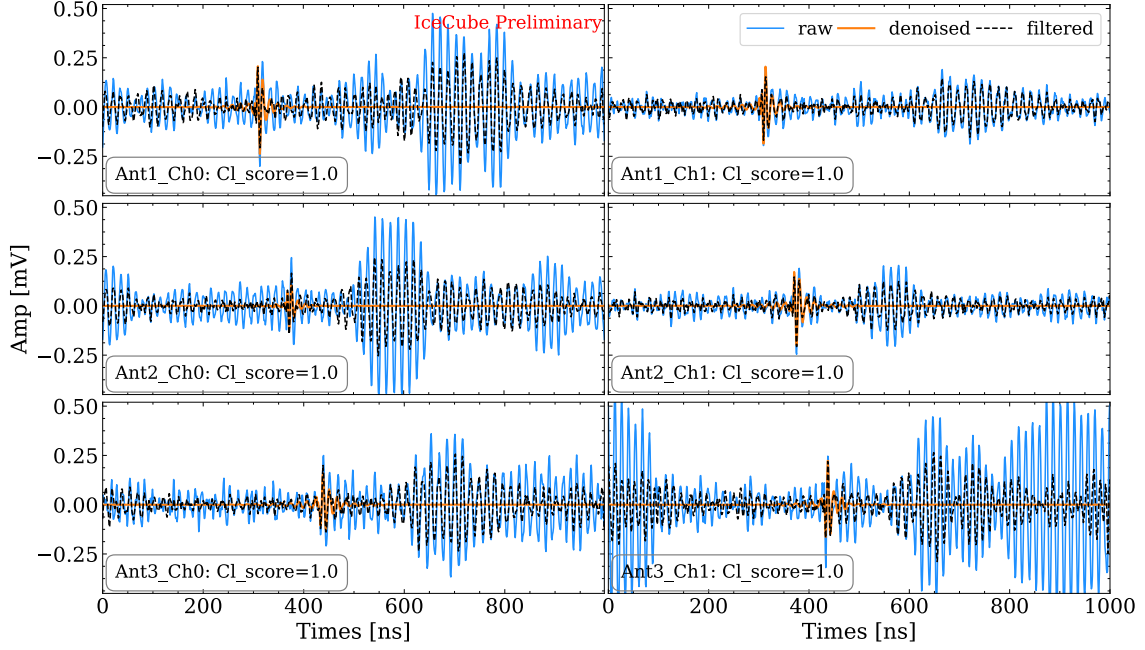 IceCube Preliminary
raw denoised filtered
0.50
0.25
0.00
−0.25
Ant1_Ch0: Cl_score=1.0
Ant1_Ch1: Cl_score=1.0
0.50
0.25
0.00
−0.25
Ant2_Ch0: Cl_score=1.0
Ant2_Ch1: Cl_score=1.0
Amp [mV]
0.50
0.25
0.00
−0.25
Ant3_Ch0: Cl_score=1.0
Ant3_Ch1: Cl_score=1.0
0 200 400 600 800 0 200 400 600 800 1000
Times [ns] Times [ns]